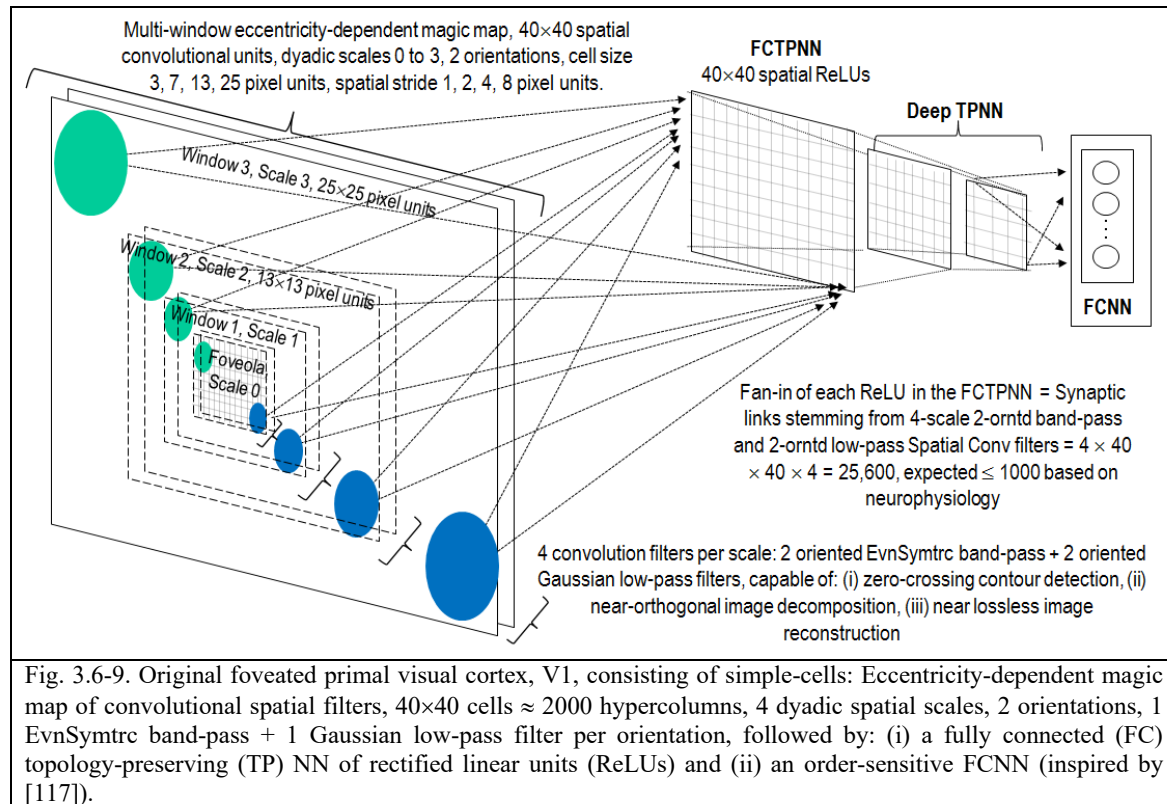 Multi-window eccentricity-dependent magic map, 40×40 spatial
convolutional units, dyadic scales 0 to 3, 2 orientations, cell size
3, 7, 13, 25 pixel units, spatial stride 1, 2, 4, 8 pixel units.
FCTPNN
40×40 spatial ReLUs
Deep TPNN
Window 3, Scale 3, 25×25 pixel units
Window 2, Scale 2, 13×13 pixel units
Window 1, Scale 1
Foveola
Scale 0
FCNN
Fan-in of each ReLU in the FCTPNN = Synaptic
links stemming from 4-scale 2-orntd band-pass
and 2-orntd low-pass Spatial Conv filters = 4 × 40
× 40 × 4 = 25,600, expected ≤ 1000 based on
neurophysiology
4 convolution filters per scale: 2 oriented EvnSymtrc band-pass + 2 oriented
Gaussian low-pass filters, capable of: (i) zero-crossing contour detection, (ii)
near-orthogonal image decomposition, (iii) near lossless image
reconstruction
Fig. 3.6-9. Original foveated primal visual cortex, V1, consisting of simple-cells: Eccentricity-dependent magic
map of convolutional spatial filters, 40×40 cells ≈ 2000 hypercolumns, 4 dyadic spatial scales, 2 orientations, 1
EvnSymtrc band-pass + 1 Gaussian low-pass filter per orientation, followed by: (i) a fully connected (FC)
topology-preserving (TP) NN of rectified linear units (ReLUs) and (ii) an order-sensitive FCNN (inspired by
[117]).